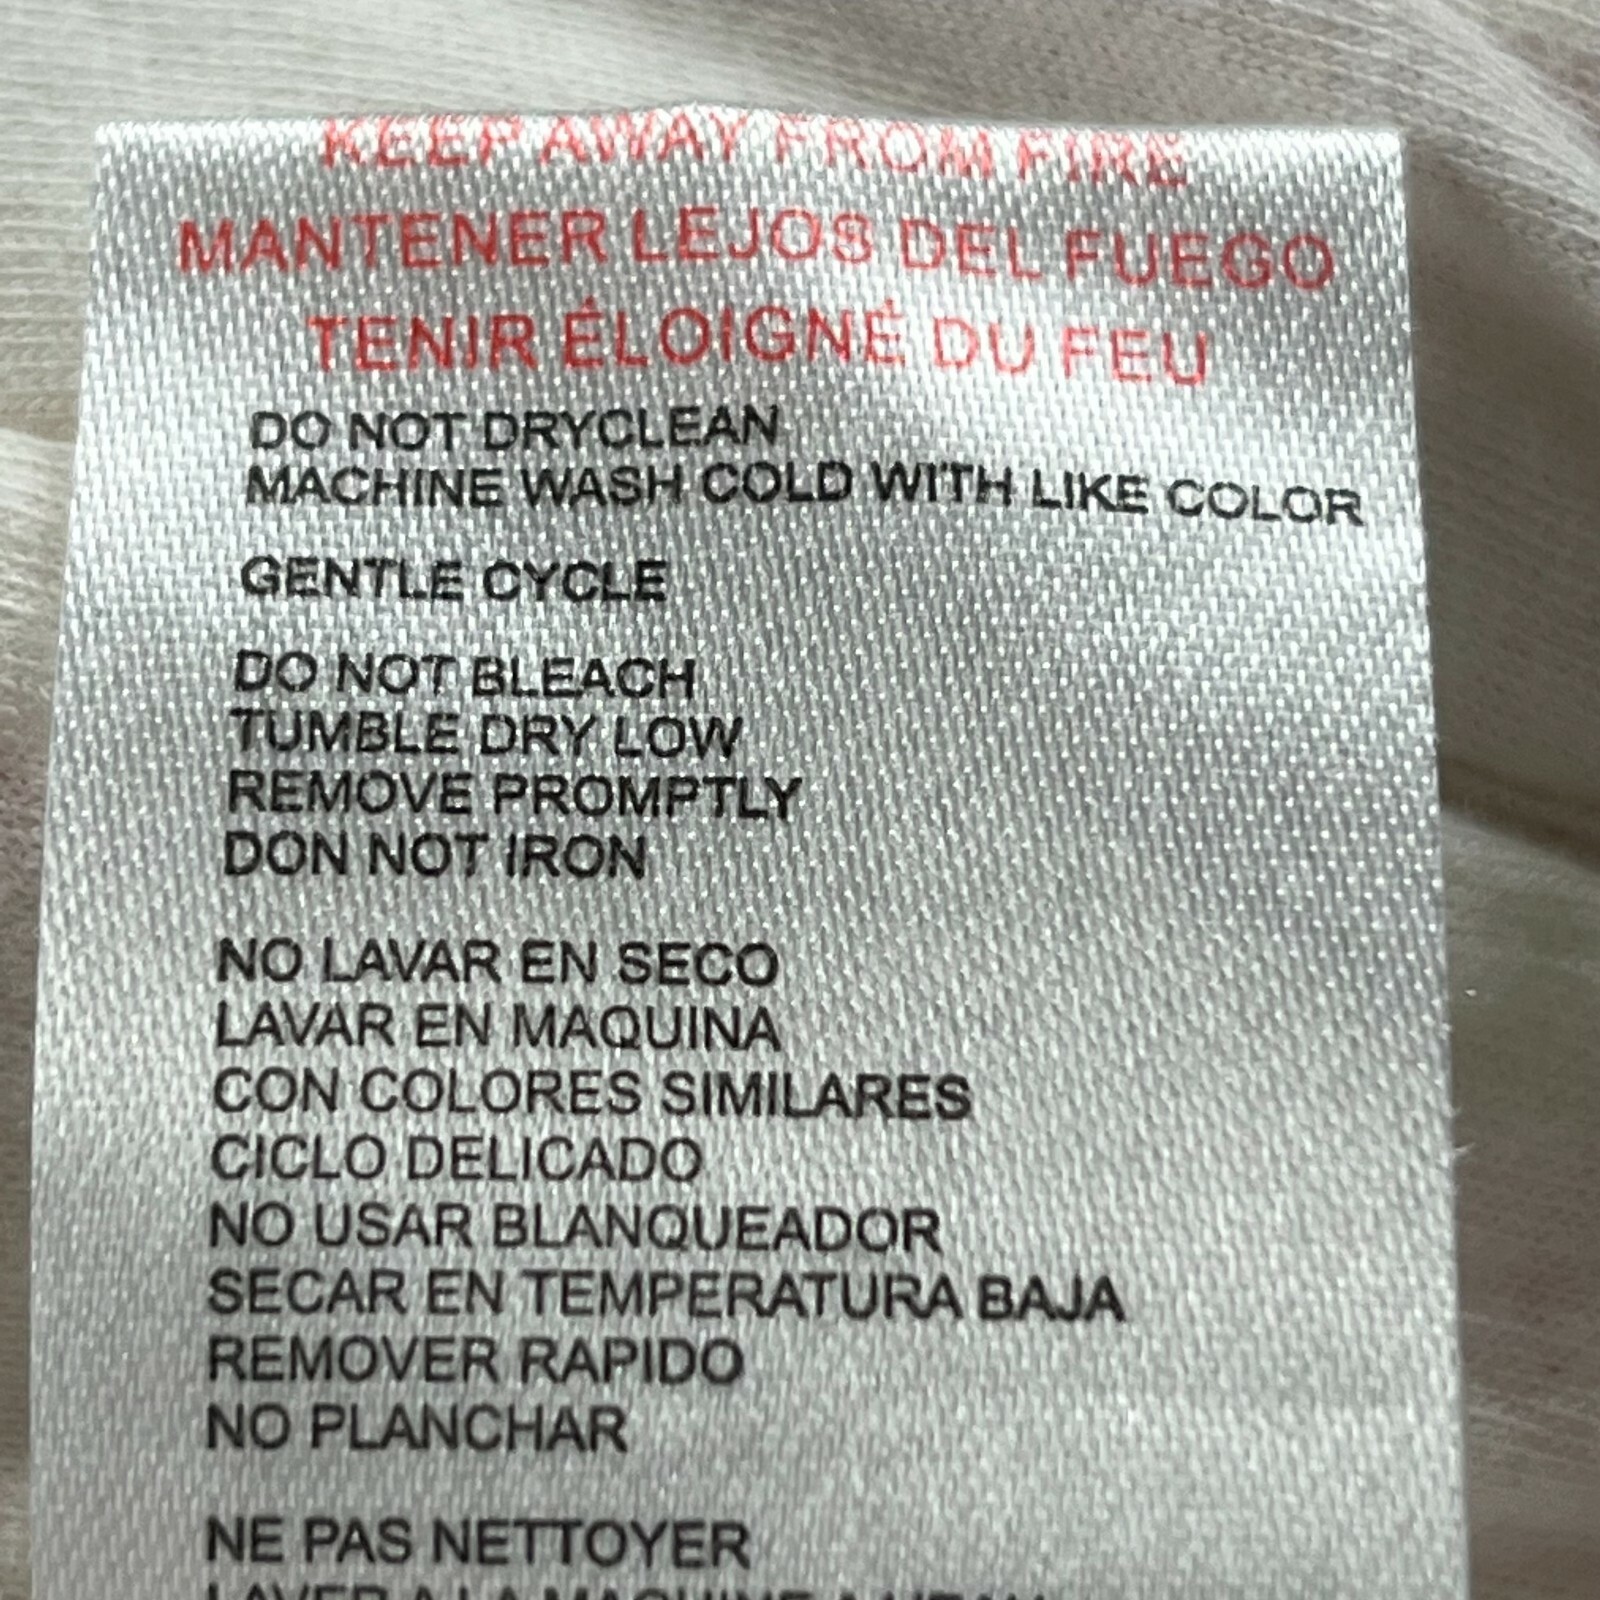 KEEP AWAY FROM FIRE
MANTENER LEJOS DEL FUEGO
TENIR ÉLOIGNÉ DU FEU
DO NOT DRYCLEAN
MACHINE WASH COLD WITH LIKE COLOR
GENTLE CYCLE
DO NOT BLEACH
TUMBLE DRY LOW
REMOVE PROMPTLY
DON NOT IRON
NO LAVAR EN SECO
LAVAR EN MAQUINA
CON COLORES SIMILARES
CICLO DELICADO
NO USAR BLANQUEADOR
SECAR EN TEMPERATURA BAJA
REMOVER RAPIDO
NO PLANCHAR
NE PAS NETTOYER
LAVER A LA MACHINE A